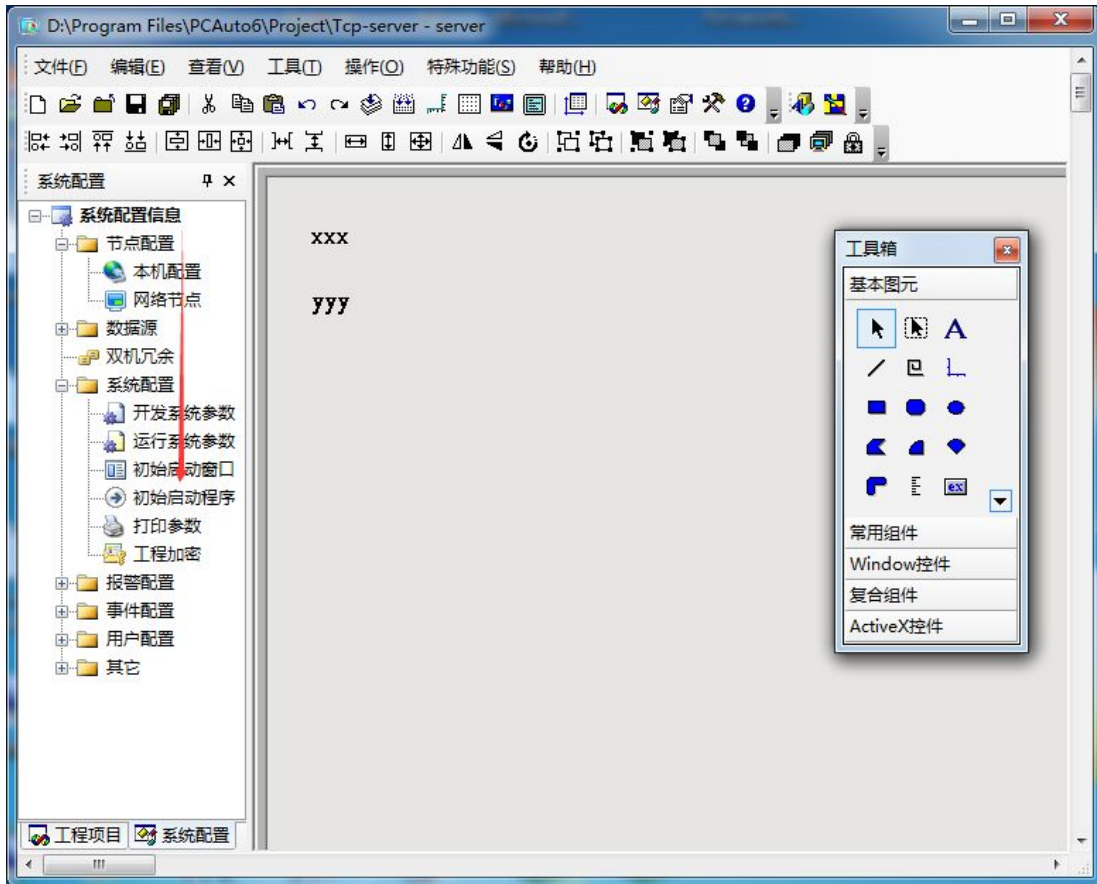 D:\Program Files\PCAuto6\Project\Tcp-server - server
文件(F) 编辑(E) 查看(V) 工具(T) 操作(O) 特殊功能(S) 帮助(H)
系统配置
系统配置信息
节点配置
本机配置
网络节点
数据源
双机冗余
系统配置
开发系统参数
运行系统参数
初始启动窗口
初始启动程序
打印参数
工程加密
报警配置
事件配置
用户配置
其它
工程项目 系统配置
xxx
yyy
工具箱
基本图元
A
ex
常用组件
Window控件
复合组件
ActiveX控件